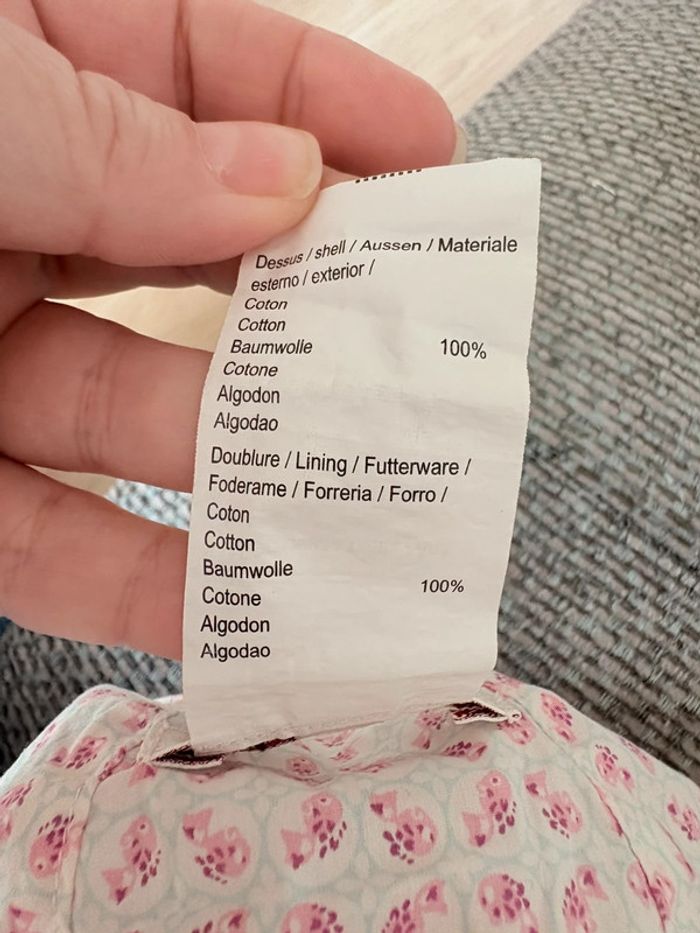 Dessus / shell / Aussen / Materiale
esterno / exterior /
Coton
Cotton
Baumwolle 100%
Cotone
Algodon
Algodao
Doublure / Lining / Futterware /
Foderame / Forreria / Forro /
Coton
Cotton
Baumwolle
100%
Cotone
Algodon
Algodao